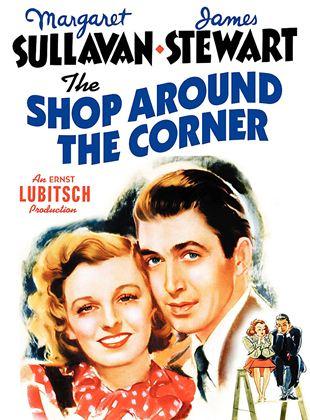 Margaret James
SULLAVAN • STEWART
The
SHOP AROUND
THE CORNER
An ERNST
LUBITSCH
Production